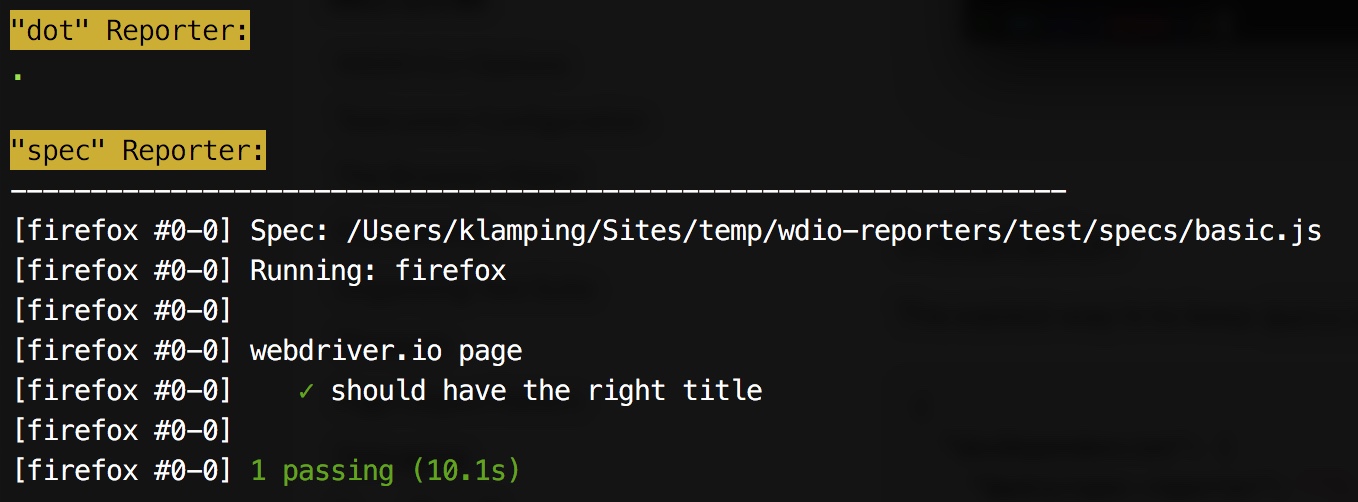 "dot" Reporter:
.
"spec" Reporter:
------------------------------------------------------------------
[firefox #0-0] Spec: /Users/klamping/Sites/temp/wdio-reporters/test/specs/basic.js
[firefox #0-0] Running: firefox
[firefox #0-0]
[firefox #0-0] webdriver.io page
[firefox #0-0]    ✓ should have the right title
[firefox #0-0]
[firefox #0-0] 1 passing (10.1s)